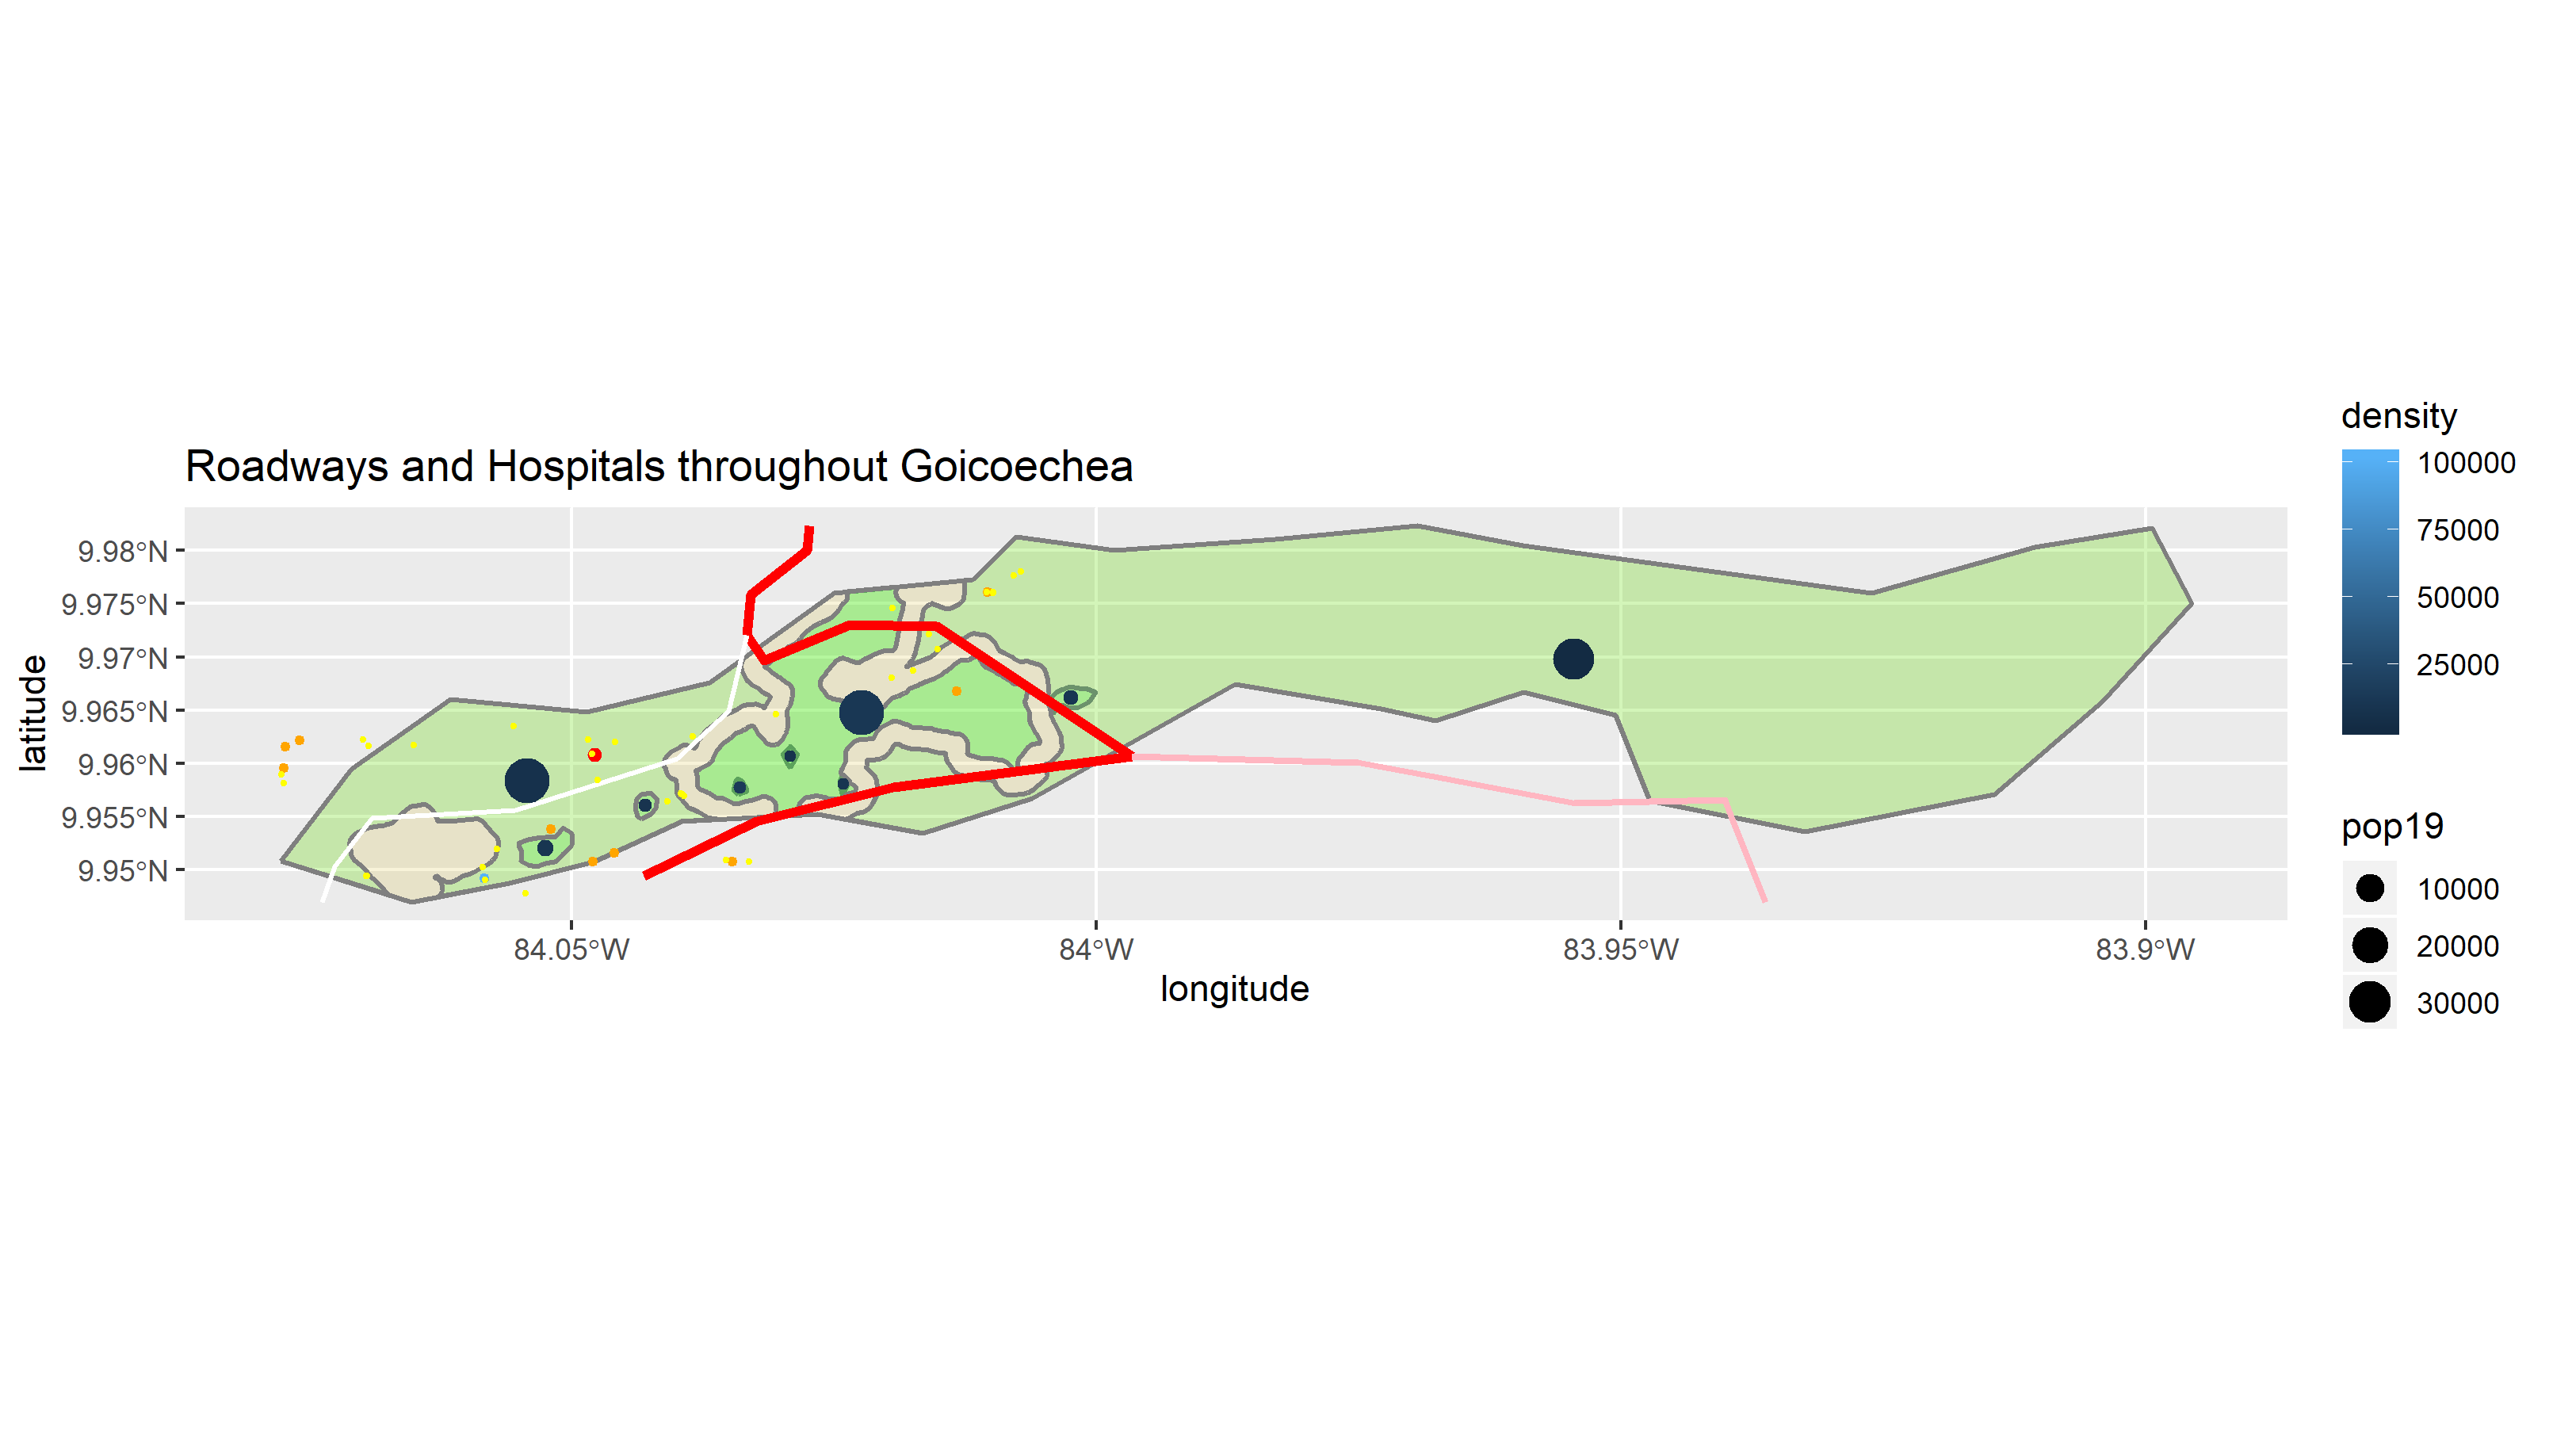 Roadways and Hospitals throughout Goicoechea
9.98°N
9.975°N
9.97°N
9.965°N
9.96°N
9.955°N
9.95°N
latitude
84.05°W
84°W
83.95°W
83.9°W
longitude
density
100000
75000
50000
25000
pop19
10000
20000
30000